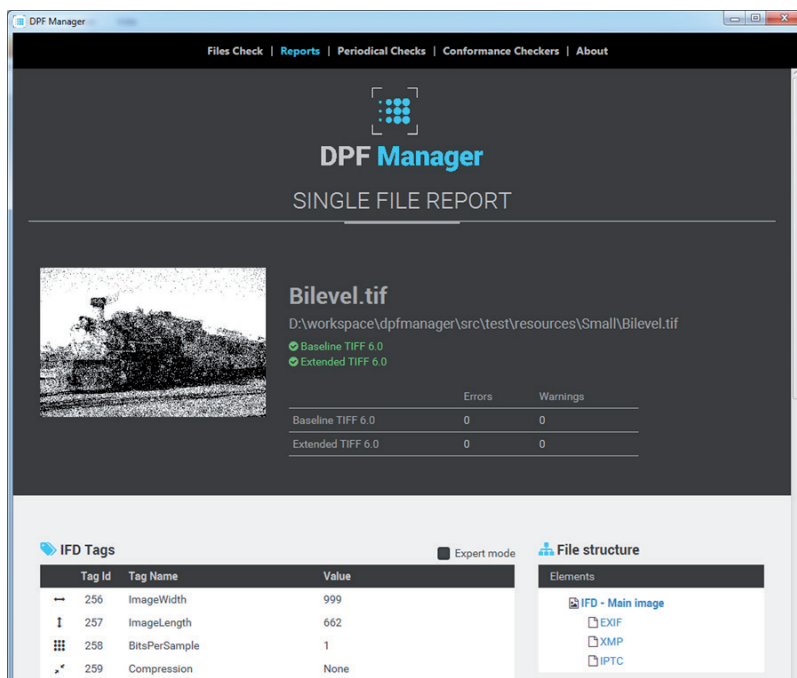 DPF Manager
Files Check | Reports | Periodical Checks | Conformance Checkers | About
DPF Manager
SINGLE FILE REPORT
Bilevel.tif
D:\workspace\dpfmanager\src\test\resources\Small\Bilevel.tif
Baseline TIFF 6.0
Extended TIFF 6.0
Errors Warnings
Baseline TIFF 6.0 0 0
Extended TIFF 6.0 0 0
IFD Tags
Expert mode
Tag Id Tag Name Value
256 ImageWidth 999
257 ImageLength 662
258 BitsPerSample 1
259 Compression None
File structure
Elements
IFD - Main image
EXIF
XMP
IPTC